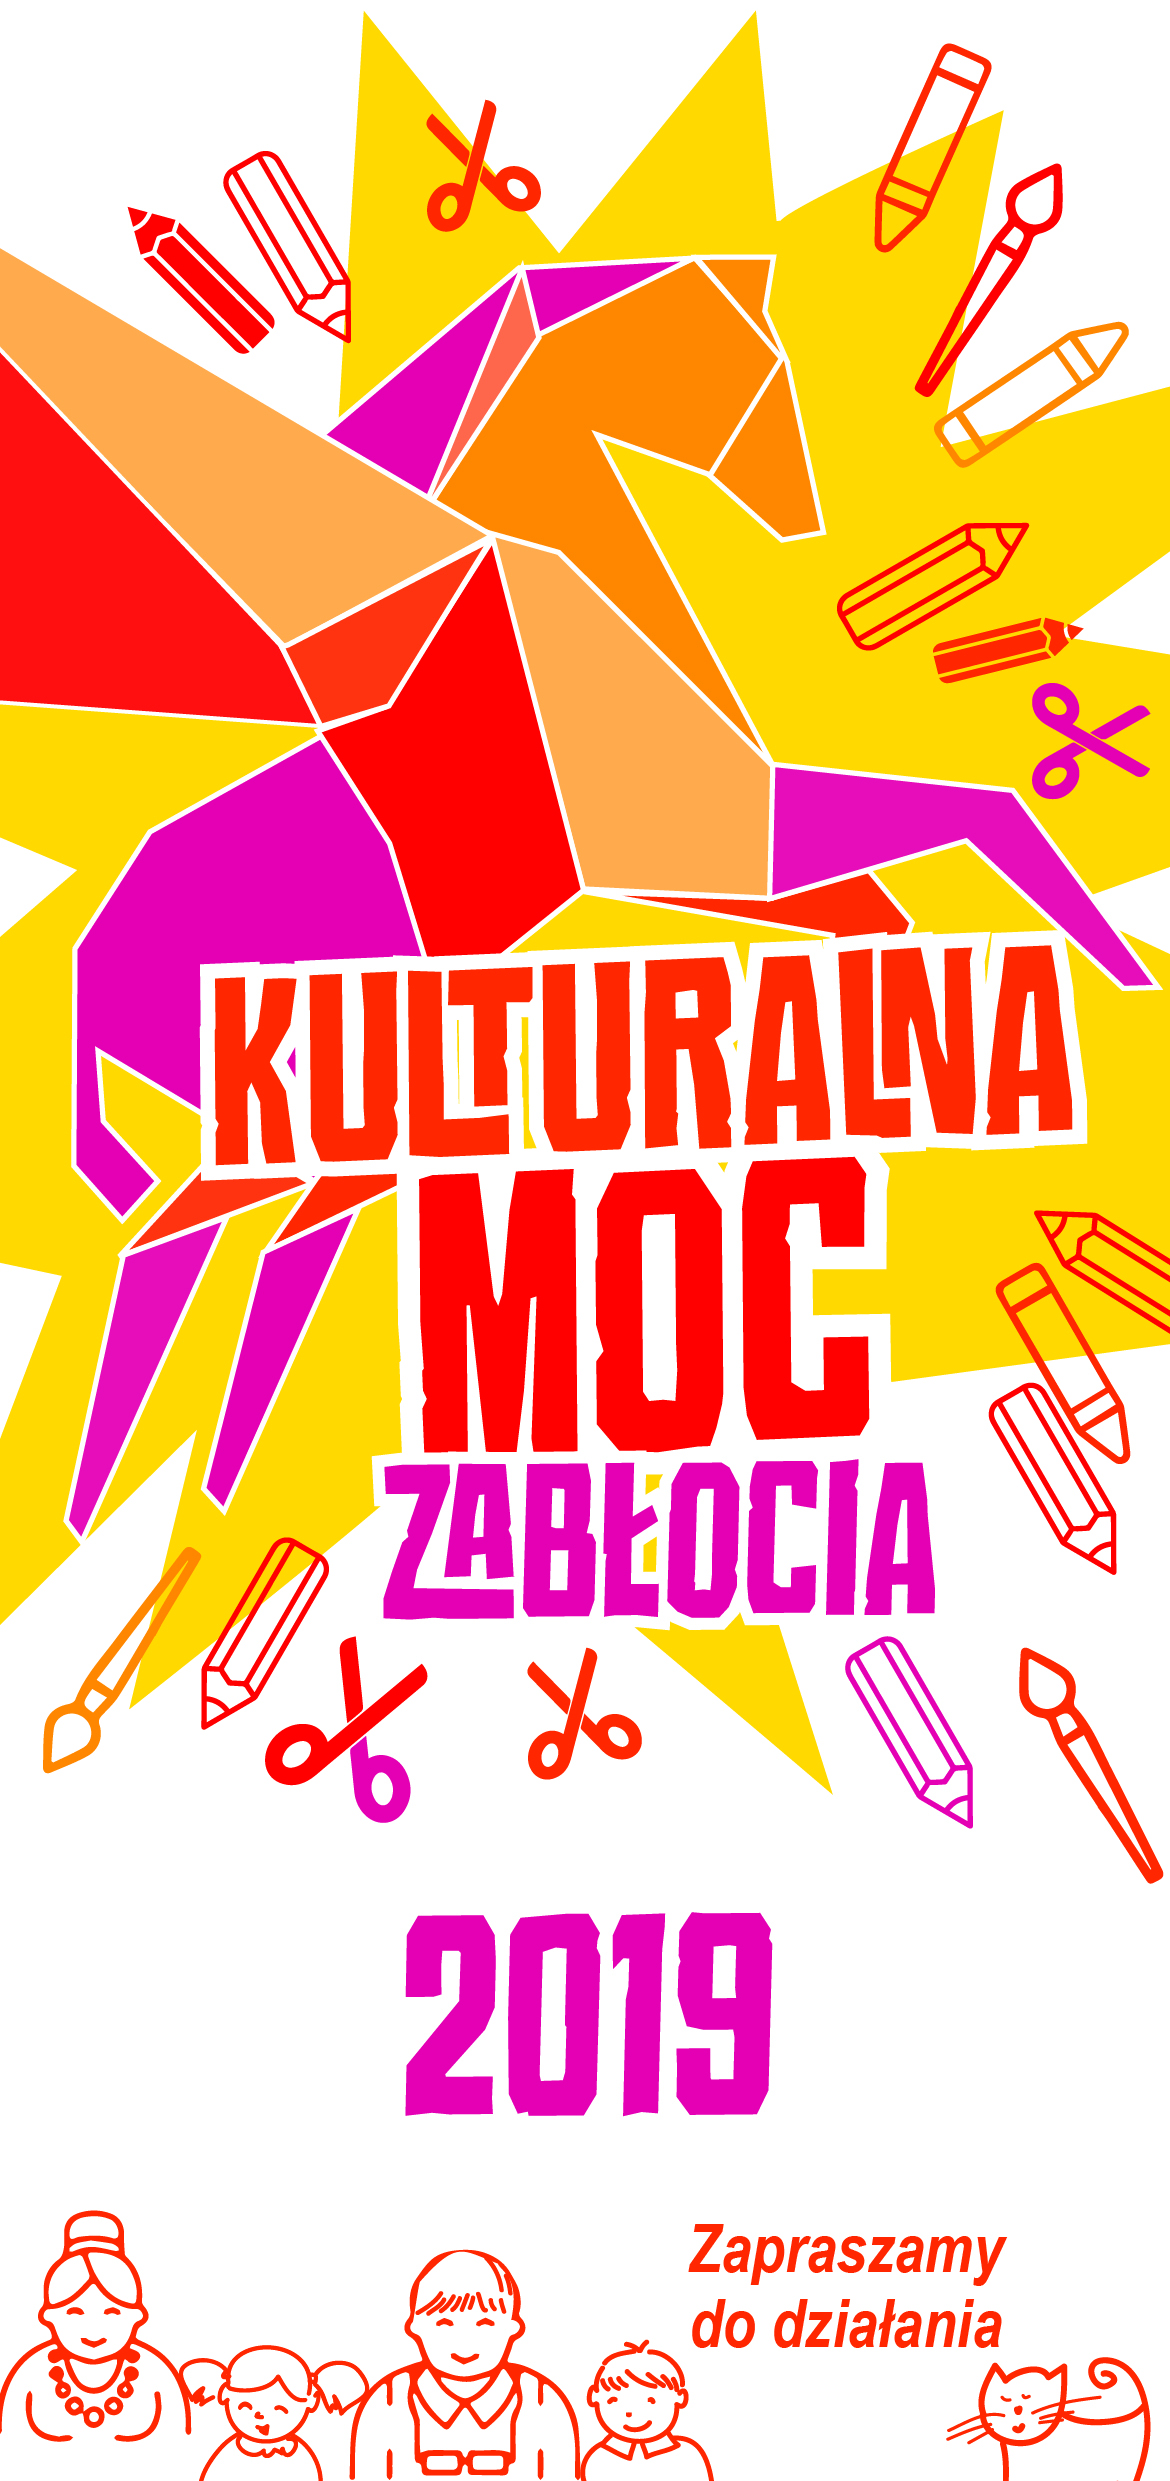 KULTURALNA
MOC
ZABŁOCIA
2019
Zapraszamy
do działania